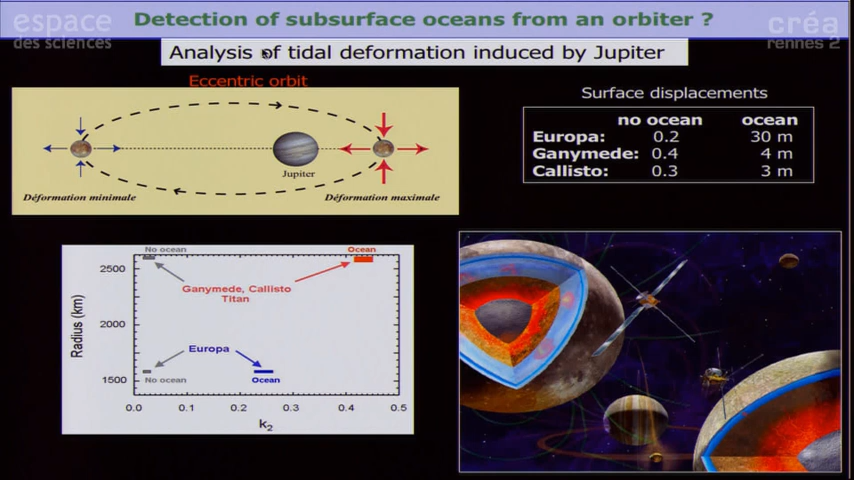 Detection of subsurface oceans from an orbiter ?
espace
des sciences
créa
rennes 2
Analysis of tidal deformation induced by Jupiter
Eccentric orbit
Jupiter
Déformation minimale
Déformation maximale
Surface displacements
no ocean ocean
Europa: 0.2 30 m
Ganymede: 0.4 4 m
Callisto: 0.3 3 m
No ocean
Ocean
Ganymede, Callisto
Titan
Europa
No ocean
Ocean
Radius (km)
2500
2000
1500
0.0 0.1 0.2 0.3 0.4 0.5
k2